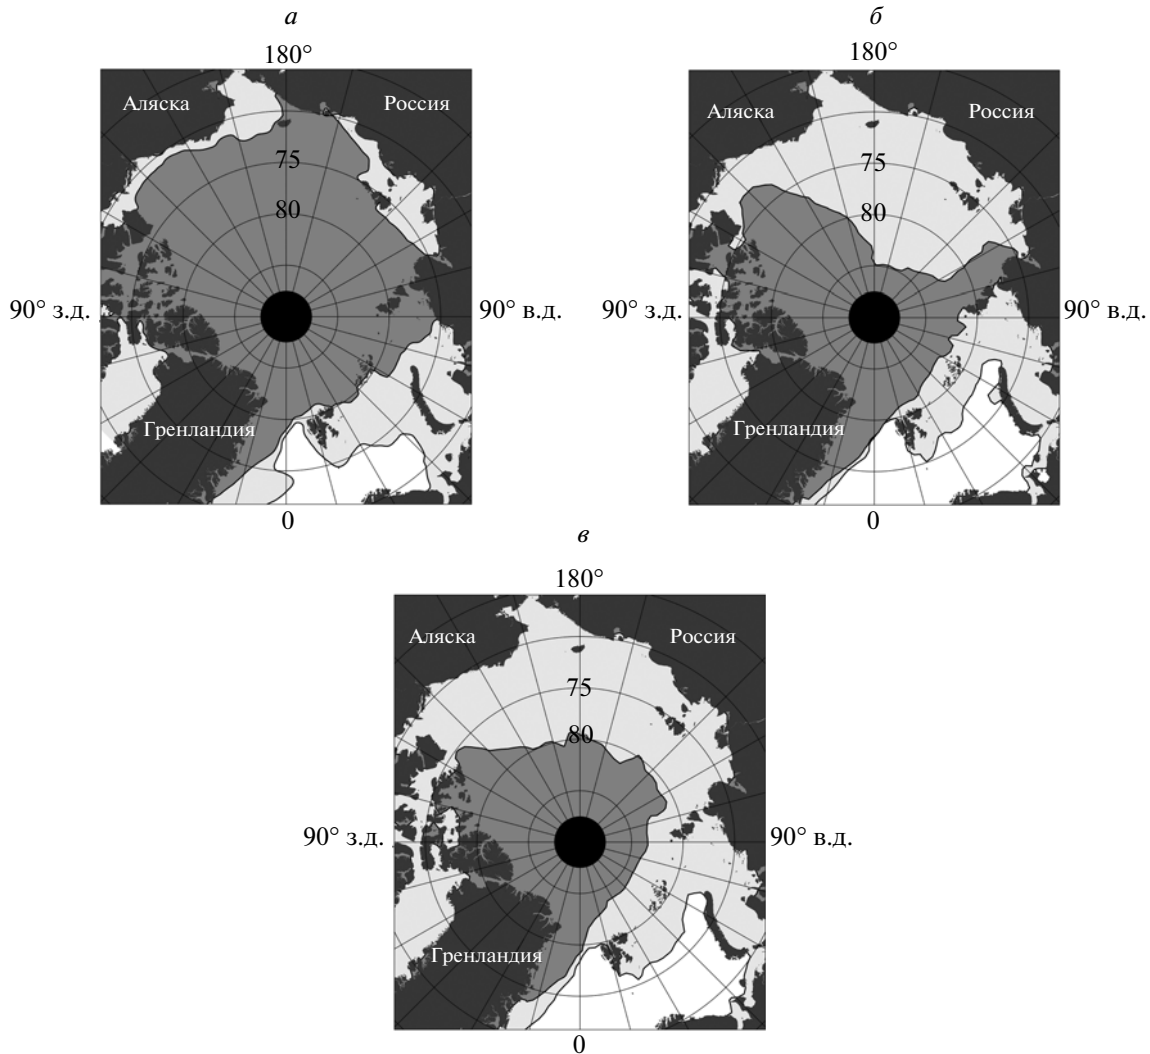 а
180°
Аляска
Россия
75
80
90° з.д.
90° в.д.
Гренландия
0
б
180°
Аляска
Россия
75
80
90° з.д.
90° в.д.
Гренландия
0
в
180°
Аляска
Россия
75
80
90° з.д.
90° в.д.
Гренландия
0